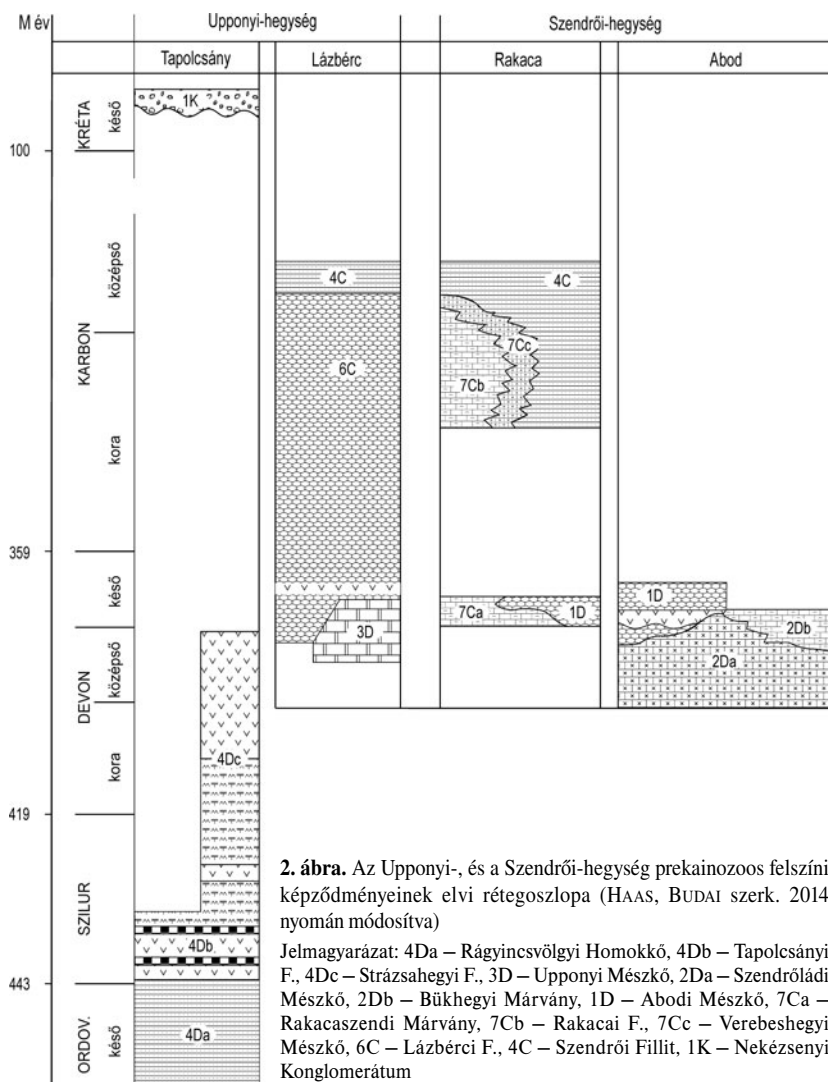 M év
Upponyi-hegység
Szendrői-hegység
Tapolcsány
Lázbérc
Rakaca
Abod
KRÉTA
késő
1K
100
KARBON
középső
4C
4C
6C
7Cc
7Cb
kora
359
DEVON
késő
1D
7Ca
1D
3D
2Db
2Da
középső
4Dc
kora
419
SZILUR
4Db
443
ORDOV.
késő
4Da
2. ábra. Az Upponyi-, és a Szendrői-hegység prekainozoos felszíni
képződményeinek elvi rétegoszlopa (HAAS, BUDAI szerk. 2014
nyomán módosítva)
Jelmagyarázat: 4Da – Rágyincsvölgyi Homokkő, 4Db – Tapolcsányi
F., 4Dc – Strázsahegyi F., 3D – Upponyi Mészkő, 2Da – Szendrőládi
Mészkő, 2Db – Bükhegyi Márvány, 1D – Abodi Mészkő, 7Ca –
Rakacaszendi Márvány, 7Cb – Rakacai F., 7Cc – Verebeshegyi
Mészkő, 6C – Lázbérci F., 4C – Szendrői Fillit, 1K – Nekézsenyi
Konglomerátum